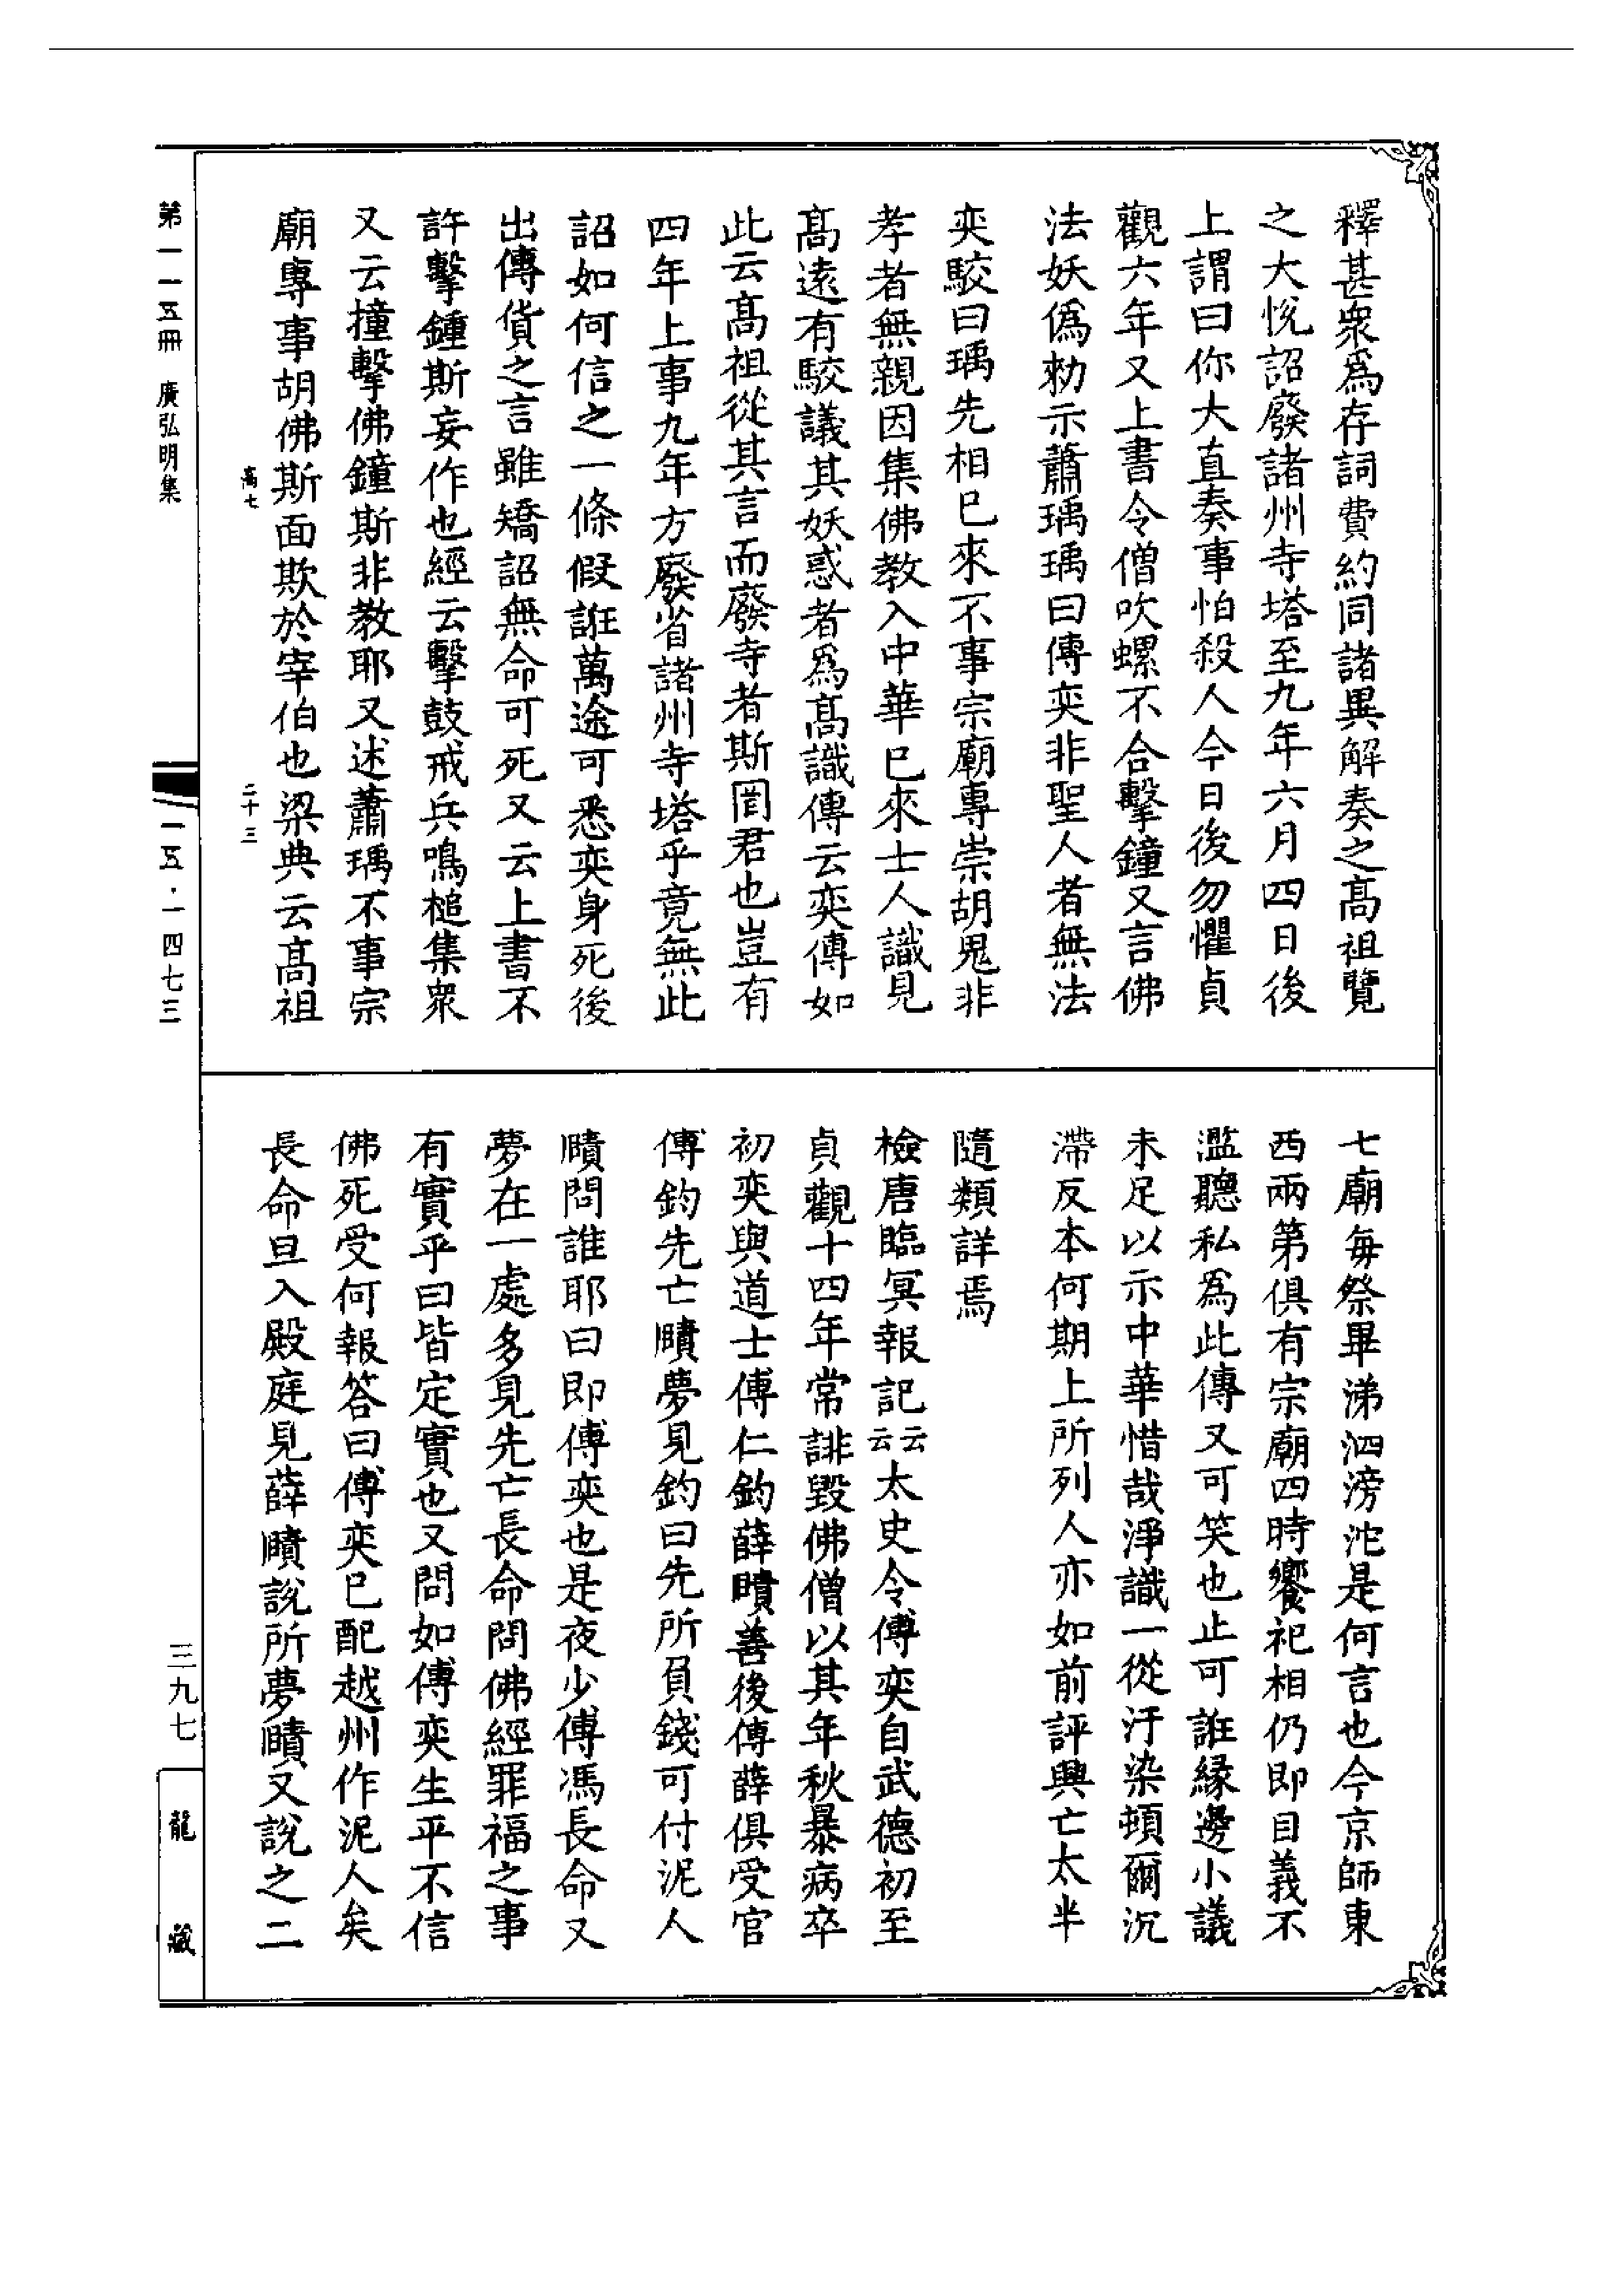 釋甚衆爲存詞費約同諸異解奏之高祖覽
之大悅詔廢諸州寺塔至九年六月四日後
上謂曰你大直奏事怕殺人今日後勿懼貞
觀六年又上書令僧吹螺不合擊鐘又言佛
法妖僞勑示蕭瑀瑀曰傅奕非聖人者無法
奕駮曰瑀先相已來不事宗廟專崇胡鬼非
孝者無親因集佛教入中華已來士人識見
高遠有駮議其妖惑者爲高識傳云奕傅如
此云高祖從其言而廢寺者斯罔君也豈有
四年上事九年方廢省諸州寺塔乎竟無此
詔如何信之一條假誑萬途可悉奕身死後
出傳貨之言雖矯詔無命可死又云上書不
許擊鍾斯妄作也經云擊鼓戒兵鳴槌集衆
又云撞擊佛鐘斯非教耶又述蕭瑀不事宗
廟專事胡佛斯面欺於宰伯也梁典云高祖
高七
二十三
七廟每祭畢涕泗滂沱是何言也今京師東
西兩第俱有宗廟四時饗祀相仍即目義不
濫聽私爲此傳又可笑也止可誑緣邊小議
未足以示中華惜哉淨識一從汙染頓爾沉
滯反本何期上所列人亦如前評興亡太半
隨類詳焉
檢唐臨冥報記云云太史令傅奕自武德初至
貞觀十四年常誹毀佛僧以其年秋暴病卒
初奕與道士傅仁鈞薛賾善後傅薛俱受官
傅鈞先亡賾夢見鈞曰先所負錢可付泥人
賾問誰耶曰即傅奕也是夜少傅馮長命又
夢在一處多見先亡長命問佛經罪福之事
有實乎曰皆定實也又問如傅奕生平不信
佛死受何報答曰傅奕已配越州作泥人矣
長命旦入殿庭見薛賾說所夢賾又說之二
第一一五冊 廣弘明集
一五·一四七三
三九七
龍藏